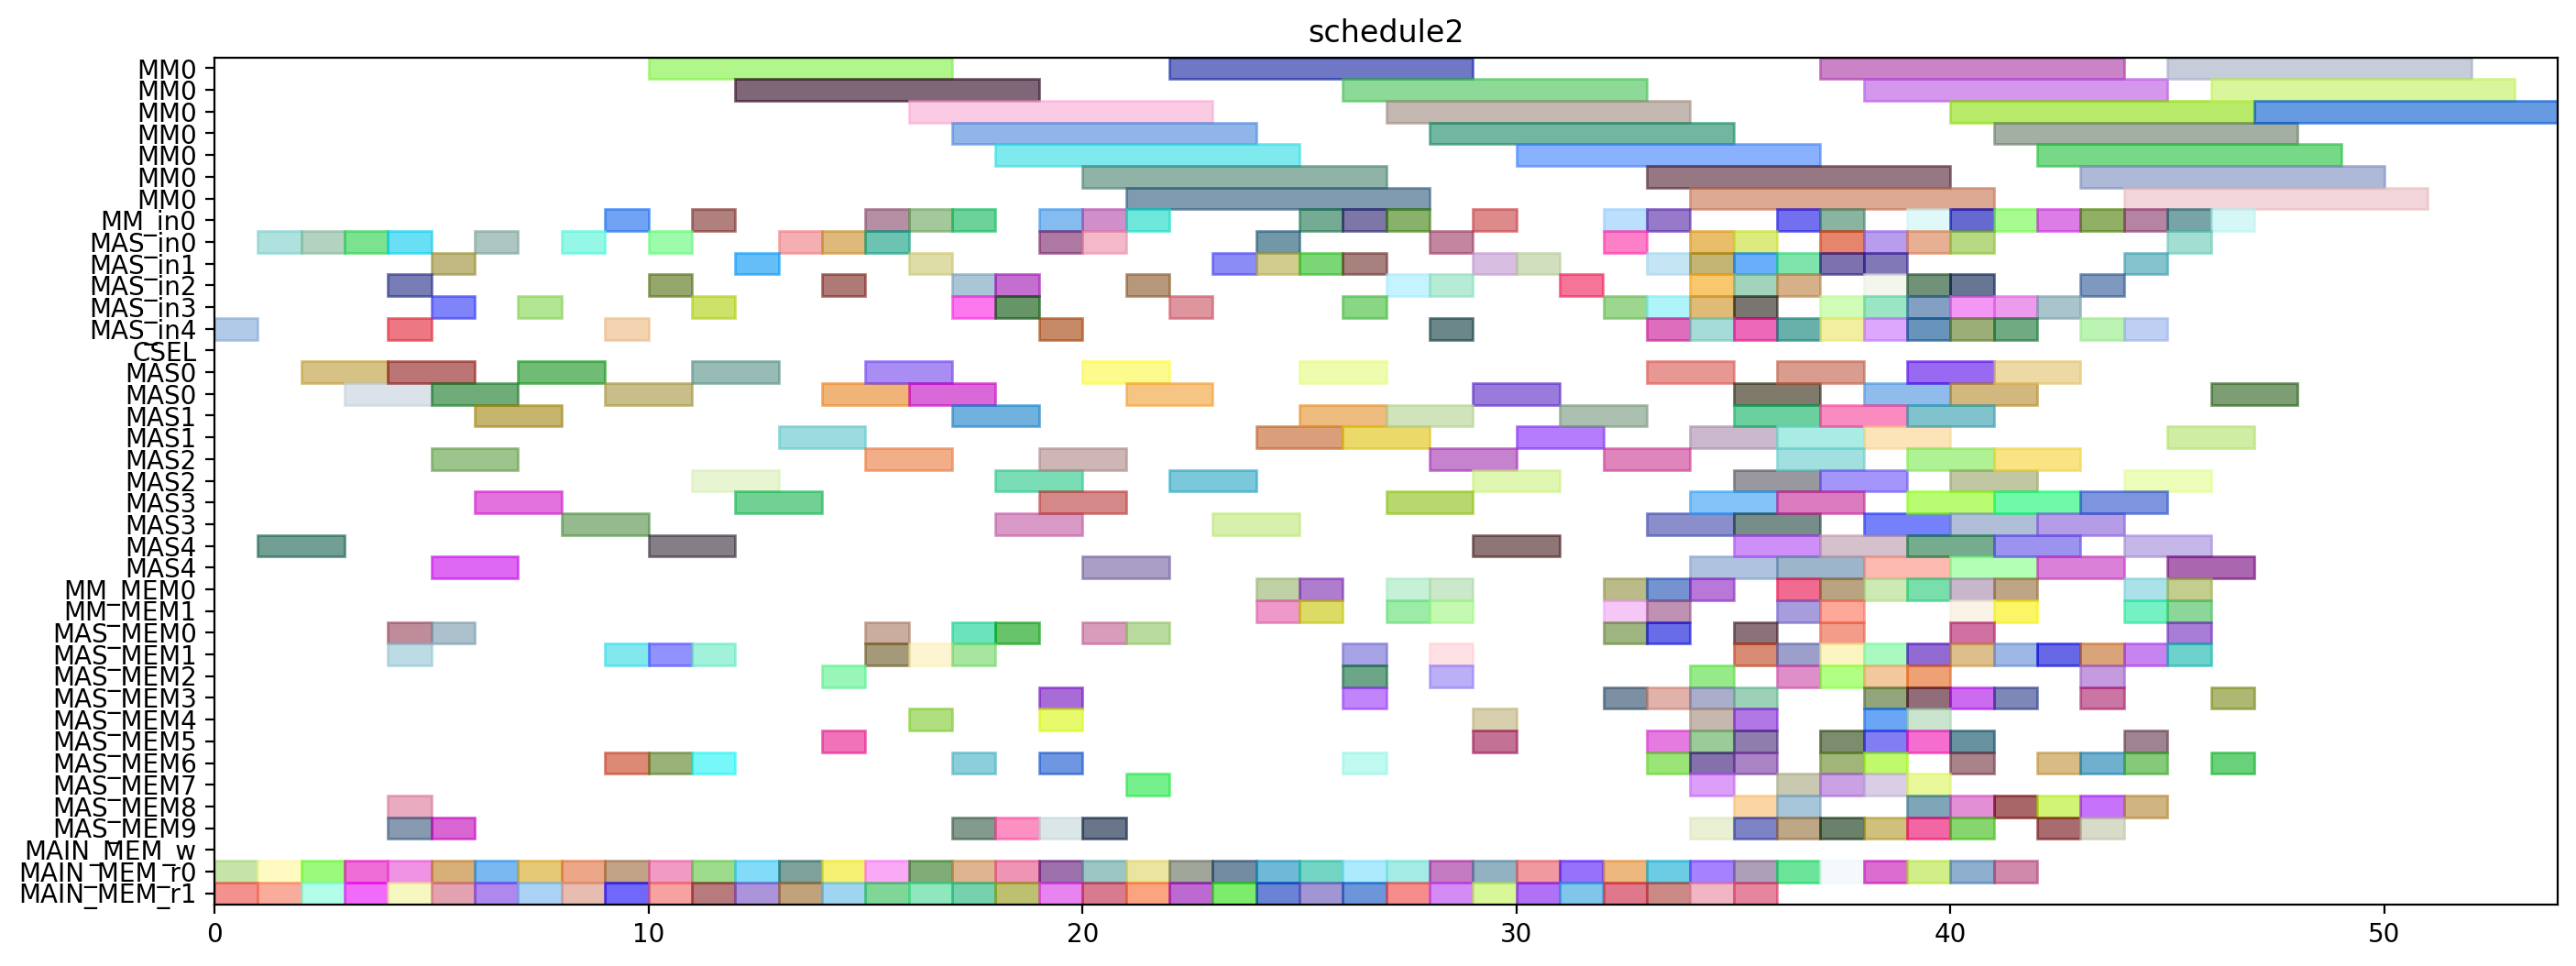 schedule2
MM0
MM0
MM0
MM0
MM0
MM0
MM0
MM_in0
MAS_in0
MAS_in1
MAS_in2
MAS_in3
MAS_in4
CSEL
MAS0
MAS0
MAS1
MAS1
MAS2
MAS2
MAS3
MAS3
MAS4
MAS4
MM_MEM0
MM_MEM1
MAS_MEM0
MAS_MEM1
MAS_MEM2
MAS_MEM3
MAS_MEM4
MAS_MEM5
MAS_MEM6
MAS_MEM7
MAS_MEM8
MAS_MEM9
MAIN_MEM_w
MAIN_MEM_r0
MAIN_MEM_r1
0 10 20 30 40 50